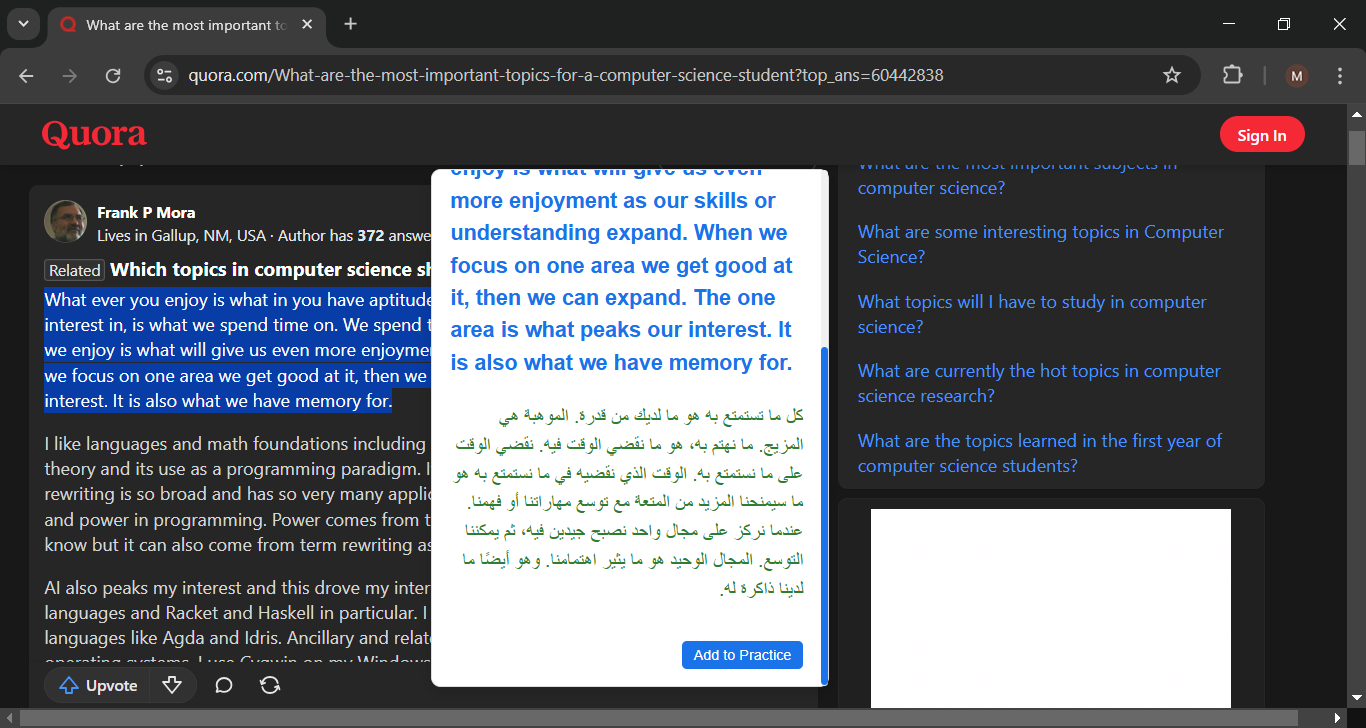 What are the most important to
quora.com/What-are-the-most-important-topics-for-a-computer-science-student?top_ans=60442838
M
Quora
Sign In
Frank P Mora
Lives in Gallup, NM, USA · Author has 372 answe
Related Which topics in computer science sh
What ever you enjoy is what in you have aptitude
interest in, is what we spend time on. We spend t
we enjoy is what will give us even more enjoyme
we focus on one area we get good at it, then we
interest. It is also what we have memory for.
I like languages and math foundations including
theory and its use as a programming paradigm. I
rewriting is so broad and has so very many applic
and power in programming. Power comes from t
know but it can also come from term rewriting as
AI also peaks my interest and this drove my inter
languages and Racket and Haskell in particular. I
languages like Agda and Idris. Ancillary and relate
operating systems. I use Cygwin on my Windows
Upvote
enjoy is what will give us even
more enjoyment as our skills or
understanding expand. When we
focus on one area we get good at
it, then we can expand. The one
area is what peaks our interest. It
is also what we have memory for.
كل ما تستمتع به هو ما لديك من قدرة. الموهبة هي
المزيج. ما نهتم به، هو ما نقضي الوقت فيه. نقضي الوقت
على ما نستمتع به. الوقت الذي نقضيه في ما نستمتع به هو
ما سيمنحنا المزيد من المتعة مع توسع مهاراتنا أو فهمنا.
عندما نركز على مجال واحد نصبح جيدين فيه، ثم يمكننا
التوسع. المجال الوحيد هو ما يثير اهتمامنا. وهو أيضًا ما
لدينا ذاكرة له.
Add to Practice
What are the most important subjects in
computer science?
What are some interesting topics in Computer
Science?
What topics will I have to study in computer
science?
What are currently the hot topics in computer
science research?
What are the topics learned in the first year of
computer science students?